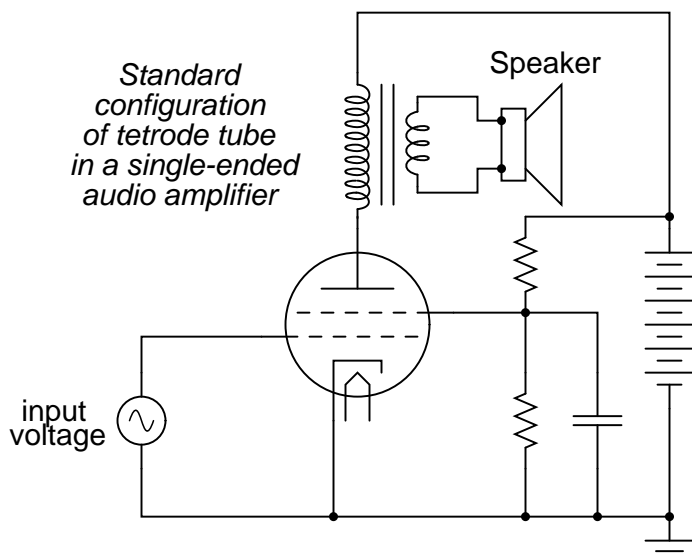 Standard
configuration
of tetrode tube
in a single-ended
audio amplifier
Speaker
input
voltage